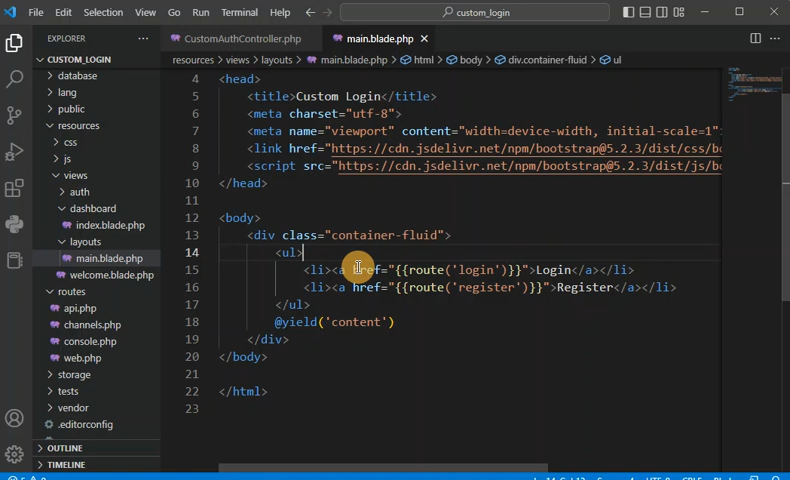 File Edit Selection View Go Run Terminal Help custom_login
EXPLORER
CustomAuthController.php main.blade.php
CUSTOM_LOGIN
resources > views > layouts > main.blade.php > html > body > div.container-fluid > ul
database
lang
public
resources
css
js
views
auth
dashboard
index.blade.php
layouts
main.blade.php
welcome.blade.php
routes
api.php
channels.php
console.php
web.php
storage
tests
vendor
.editorconfig
OUTLINE
TIMELINE
4 <head>
5 <title>Custom Login</title>
6 <meta charset="utf-8">
7 <meta name="viewport" content="width=device-width, initial-scale=1"
8 <link href="https://cdn.jsdelivr.net/npm/bootstrap@5.2.3/dist/css/bo
9 <script src="https://cdn.jsdelivr.net/npm/bootstrap@5.2.3/dist/js/bo
10 </head>
11
12 <body>
13 <div class="container-fluid">
14 <ul>
15 <li><a href="{{route('login')}}">Login</a></li>
16 <li><a href="{{route('register')}}">Register</a></li>
17 </ul>
18 @yield('content')
19 </div>
20 </body>
21
22 </html>
23